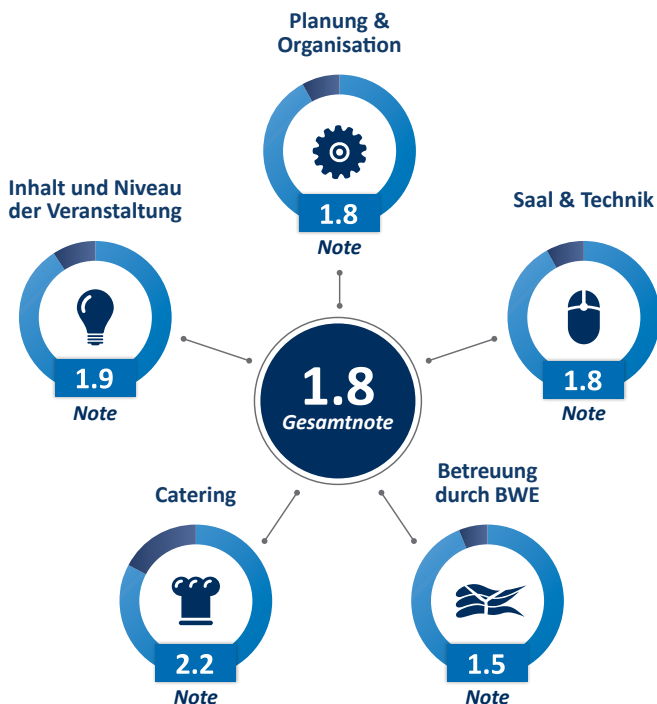 Planung &
Organisation
1.8
Note
Inhalt und Niveau
der Veranstaltung
1.9
Note
Saal & Technik
1.8
Note
1.8
Gesamtnote
Catering
2.2
Note
Betreuung
durch BWE
1.5
Note